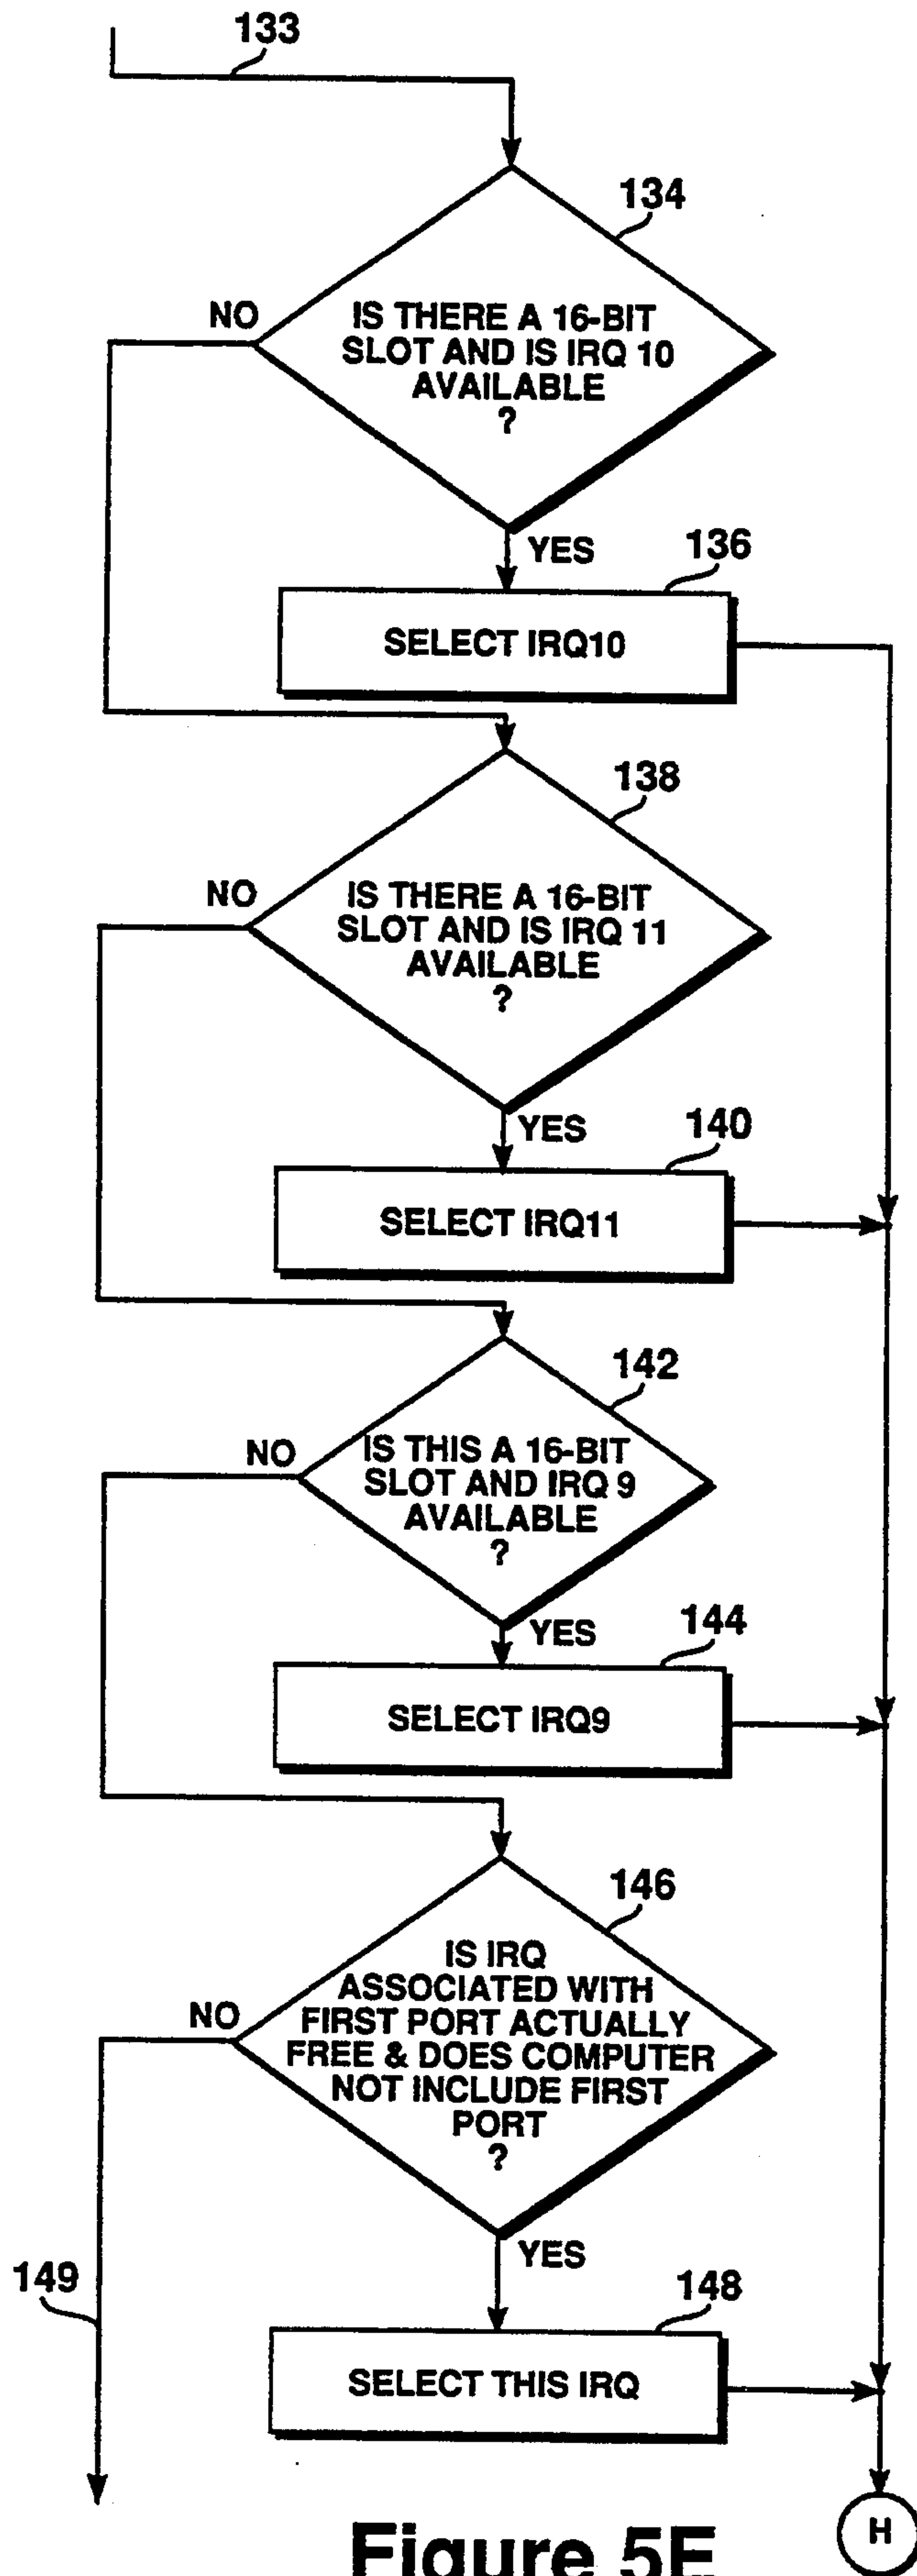 133
134
NO
IS THERE A 16-BIT
SLOT AND IS IRQ 10
AVAILABLE
?
YES
136
SELECT IRQ10
138
NO
IS THERE A 16-BIT
SLOT AND IS IRQ 11
AVAILABLE
?
YES
140
SELECT IRQ11
142
NO
IS THIS A 16-BIT
SLOT AND IRQ 9
AVAILABLE
?
YES
144
SELECT IRQ9
146
NO
IS IRQ
ASSOCIATED WITH
FIRST PORT ACTUALLY
FREE & DOES COMPUTER
NOT INCLUDE FIRST
PORT
?
YES
149
148
SELECT THIS IRQ
H
Figure 5E